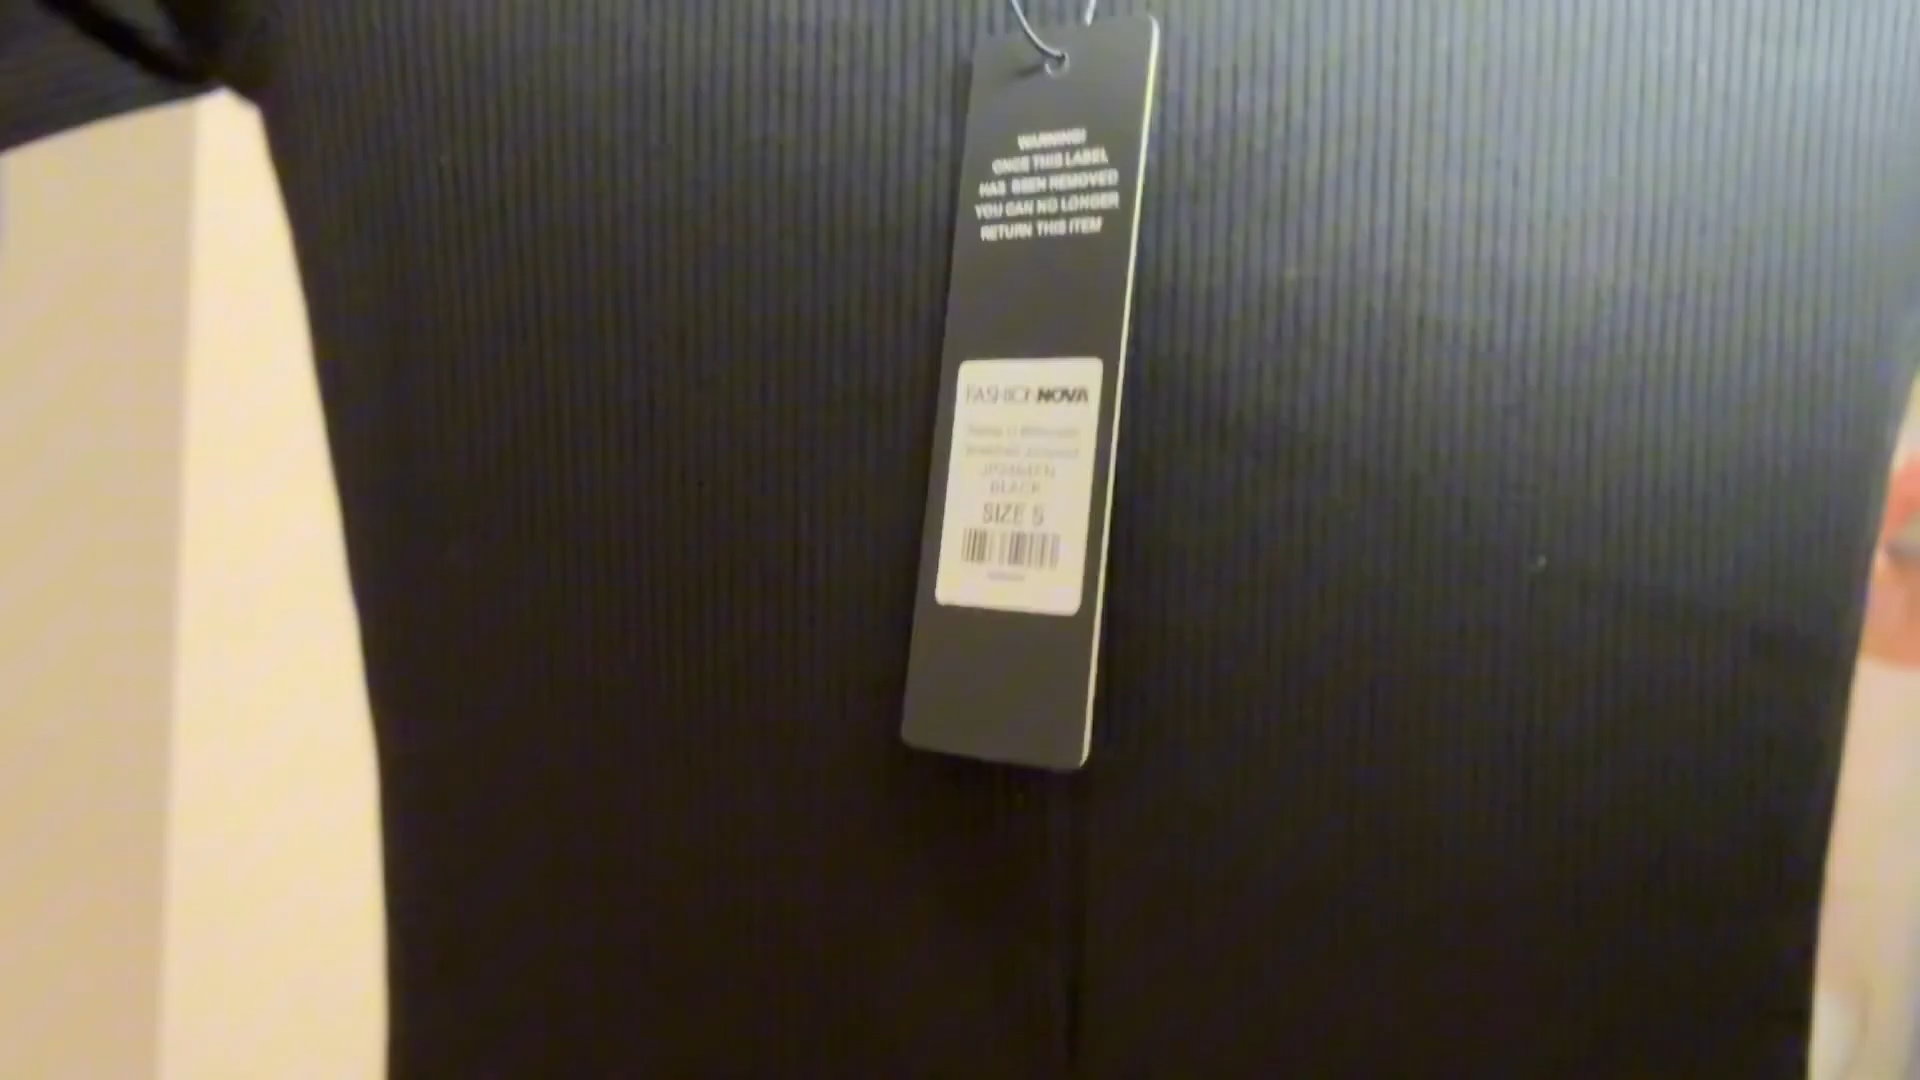 WARNING!
ONCE THIS LABEL
HAS BEEN REMOVED
YOU CAN NO LONGER
RETURN THIS ITEM
FASHION NOVA
BLACK
SIZE S